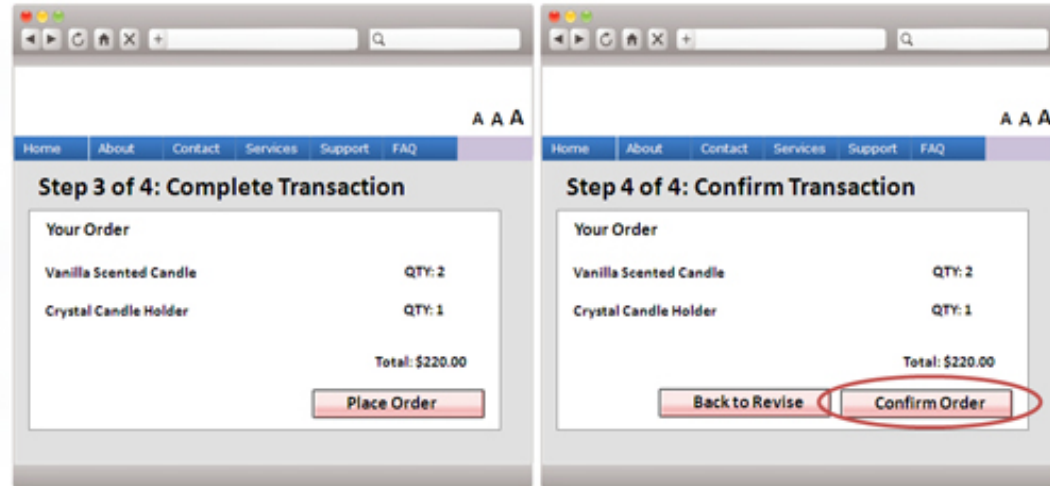 A A A
Home About Contact Services Support FAQ
Step 3 of 4: Complete Transaction
Your Order
Vanilla Scented Candle QTY: 2
Crystal Candle Holder QTY: 1
Total: $220.00
Place Order
A A A
Home About Contact Services Support FAQ
Step 4 of 4: Confirm Transaction
Your Order
Vanilla Scented Candle QTY: 2
Crystal Candle Holder QTY: 1
Total: $220.00
Back to Revise Confirm Order